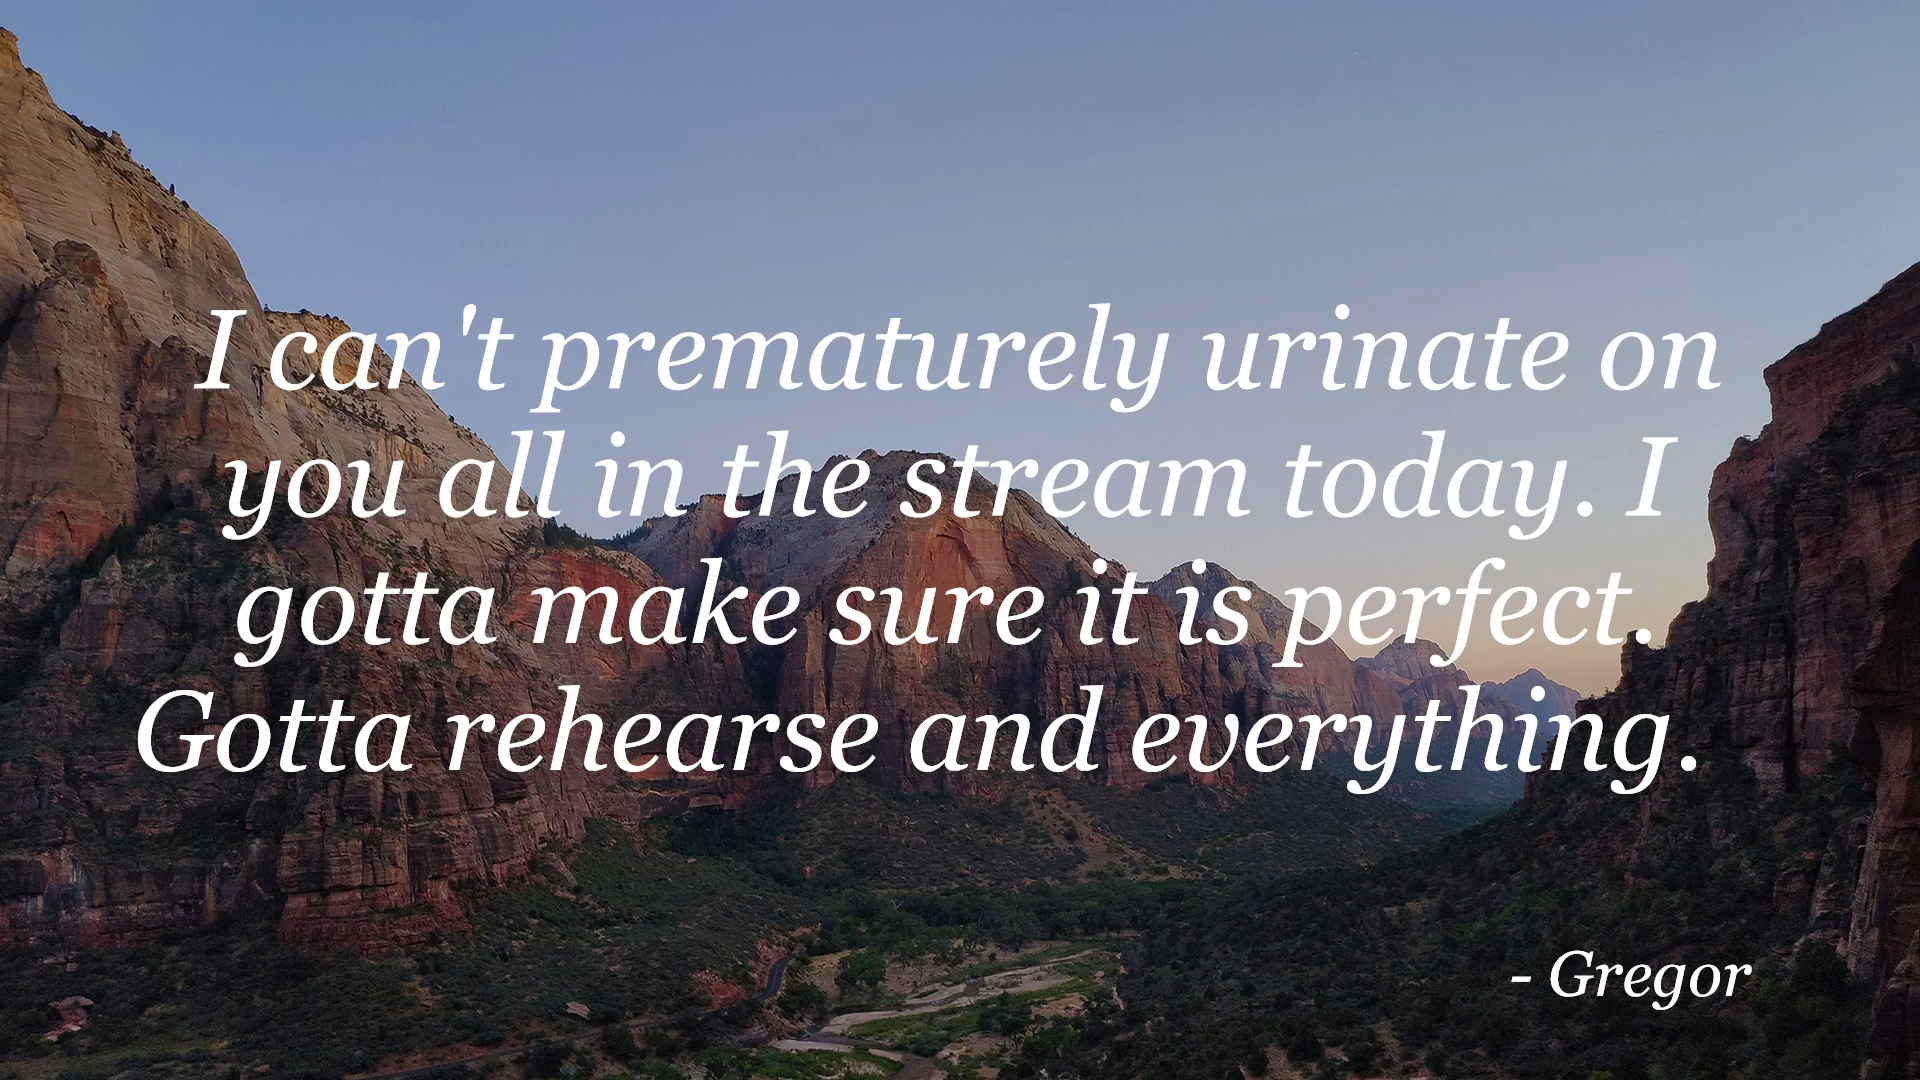 I can't prematurely urinate on
you all in the stream today. I
gotta make sure it is perfect.
Gotta rehearse and everything.
- Gregor